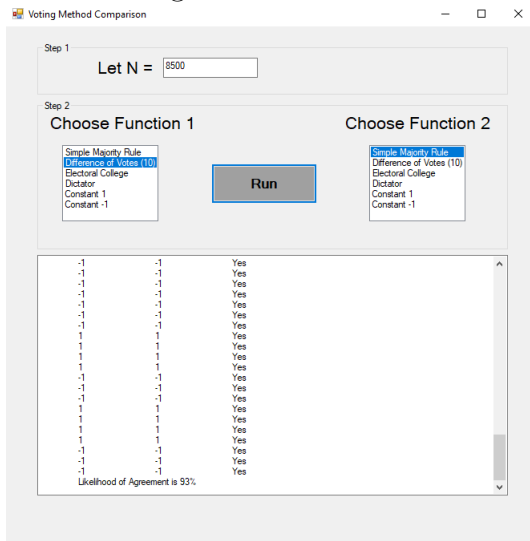 Voting Method Comparison
Step 1
Let N = 8500
Step 2
Choose Function 1 Choose Function 2
Simple Majority Rule
Difference of Votes (10)
Electoral College
Dictator
Constant 1
Constant -1
Run
Simple Majority Rule
Difference of Votes (10)
Electoral College
Dictator
Constant 1
Constant -1
-1 -1 Yes
-1 -1 Yes
-1 -1 Yes
-1 -1 Yes
-1 -1 Yes
-1 -1 Yes
-1 -1 Yes
1 1 Yes
1 1 Yes
1 1 Yes
1 1 Yes
-1 -1 Yes
-1 -1 Yes
-1 -1 Yes
1 1 Yes
1 1 Yes
1 1 Yes
1 1 Yes
-1 -1 Yes
-1 -1 Yes
-1 -1 Yes
Likelihood of Agreement is 93%